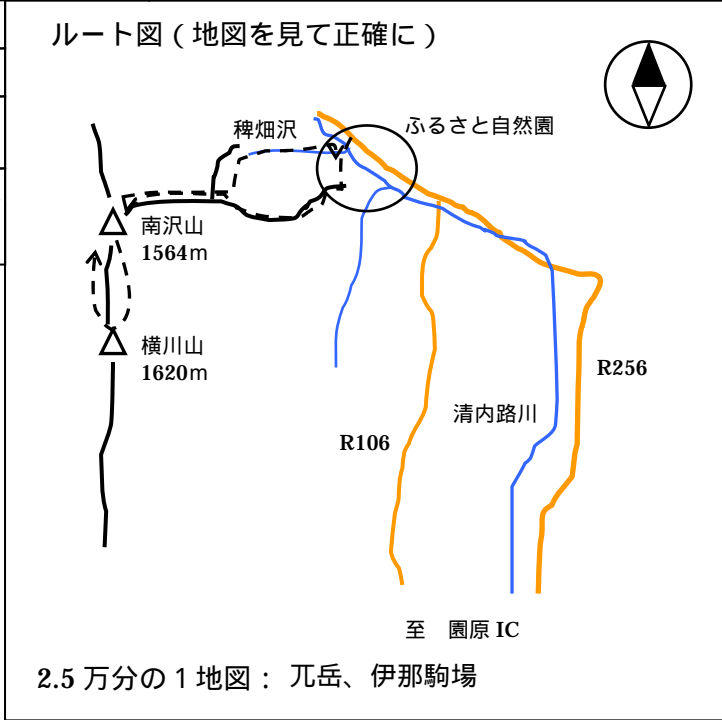 ルート図（地図を見て正確に）
稗畑沢
ふるさと自然園
南沢山
1564m
横川山
1620m
R256
清内路川
R106
至　園原 IC
2.5 万分の 1 地図： 兀岳、伊那駒場